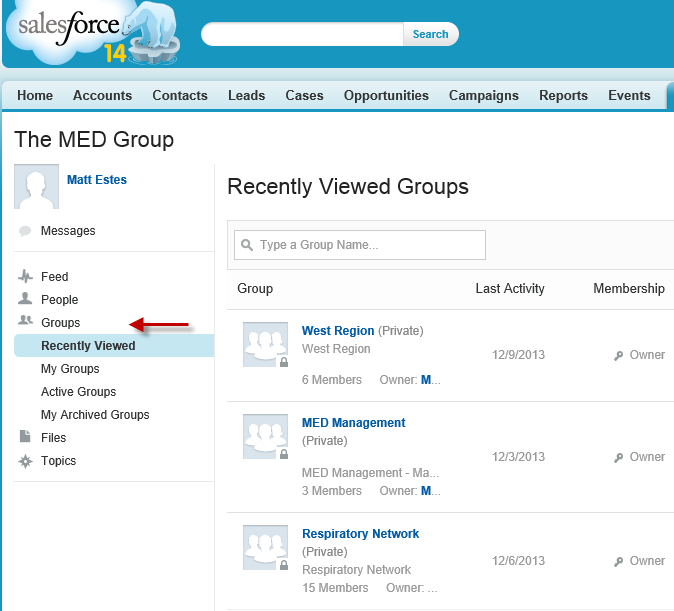 salesforce
14
Search
Home Accounts Contacts Leads Cases Opportunities Campaigns Reports Events
The MED Group
Matt Estes
Messages
Feed
People
Groups
Recently Viewed
My Groups
Active Groups
My Archived Groups
Files
Topics
Recently Viewed Groups
Type a Group Name...
Group Last Activity Membership
West Region (Private)
West Region
6 Members Owner: M...
12/9/2013 Owner
MED Management
(Private)
MED Management - Ma...
3 Members Owner: M...
12/3/2013 Owner
Respiratory Network
(Private)
Respiratory Network
15 Members Owner: ...
12/6/2013 Owner